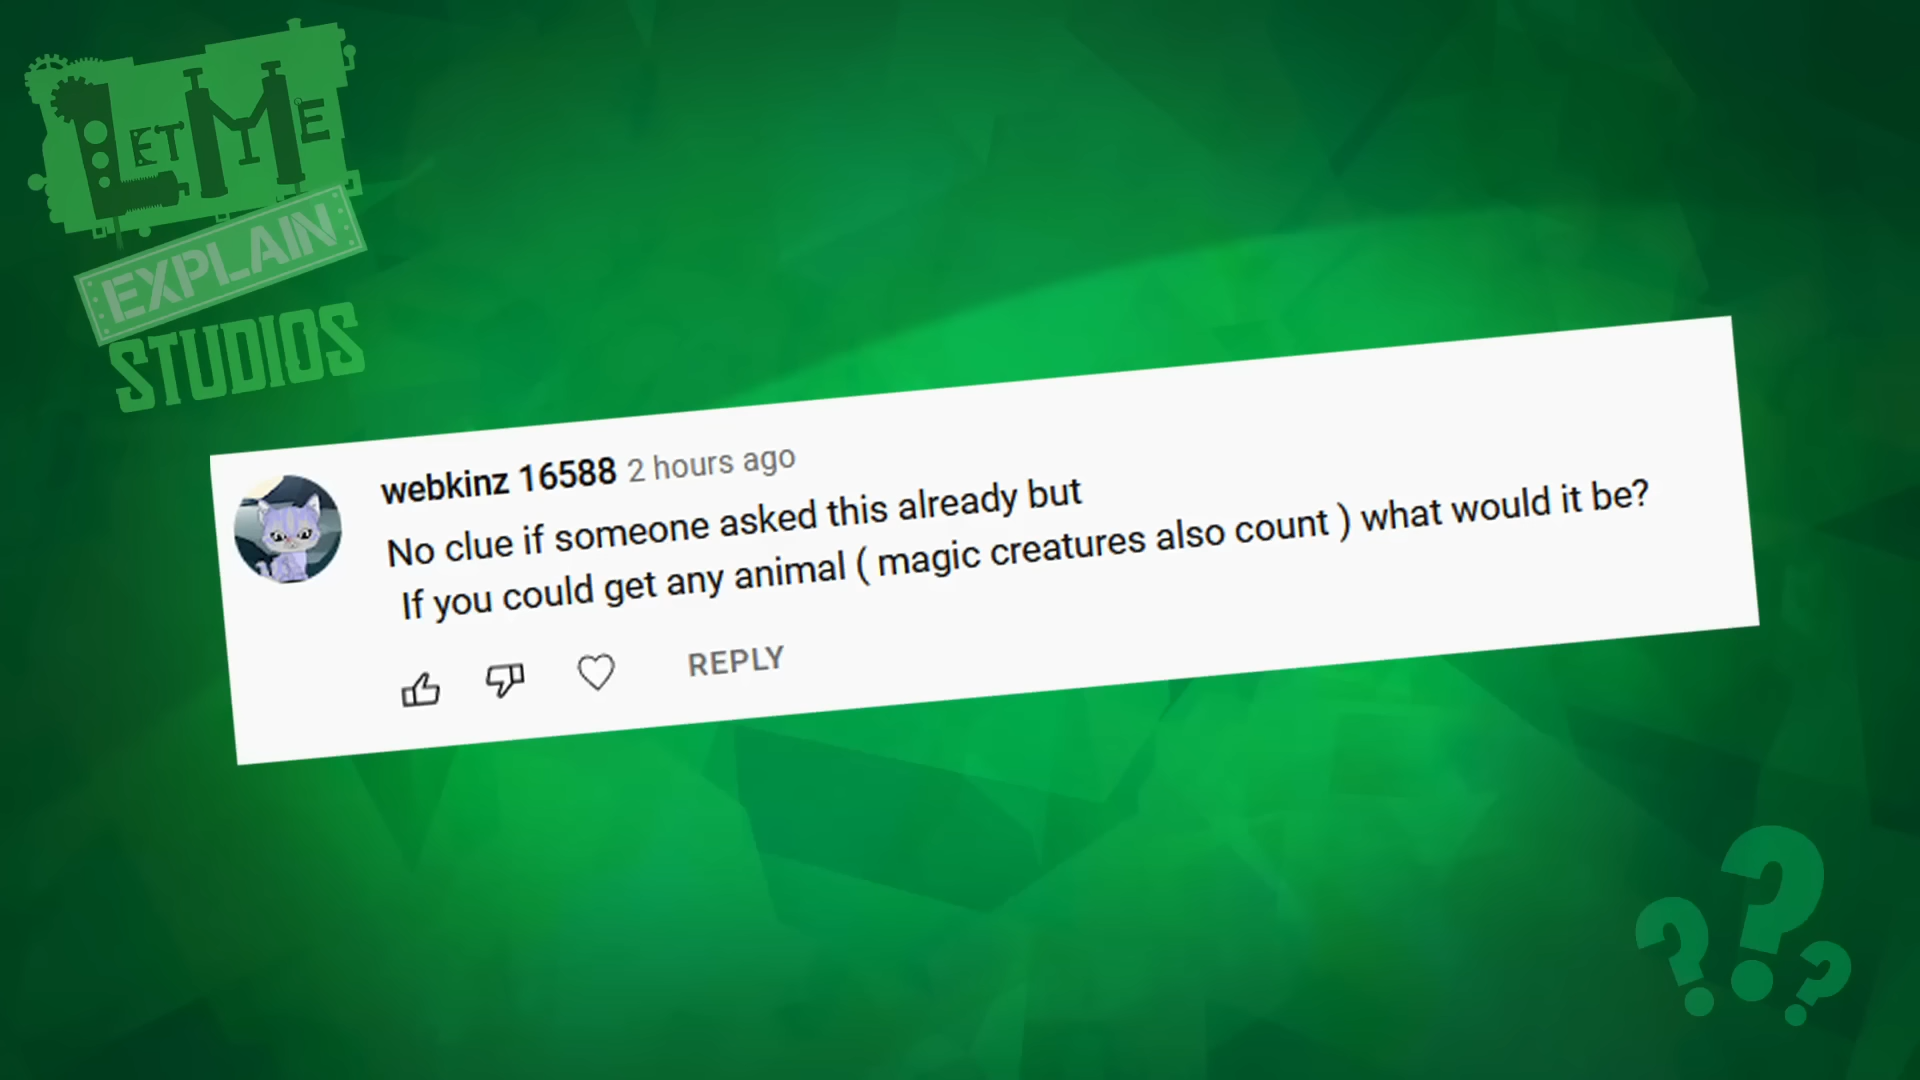 LET ME
EXPLAIN
STUDIOS
webkinz 16588 2 hours ago
No clue if someone asked this already but
If you could get any animal ( magic creatures also count ) what would it be?
REPLY
? ? ?